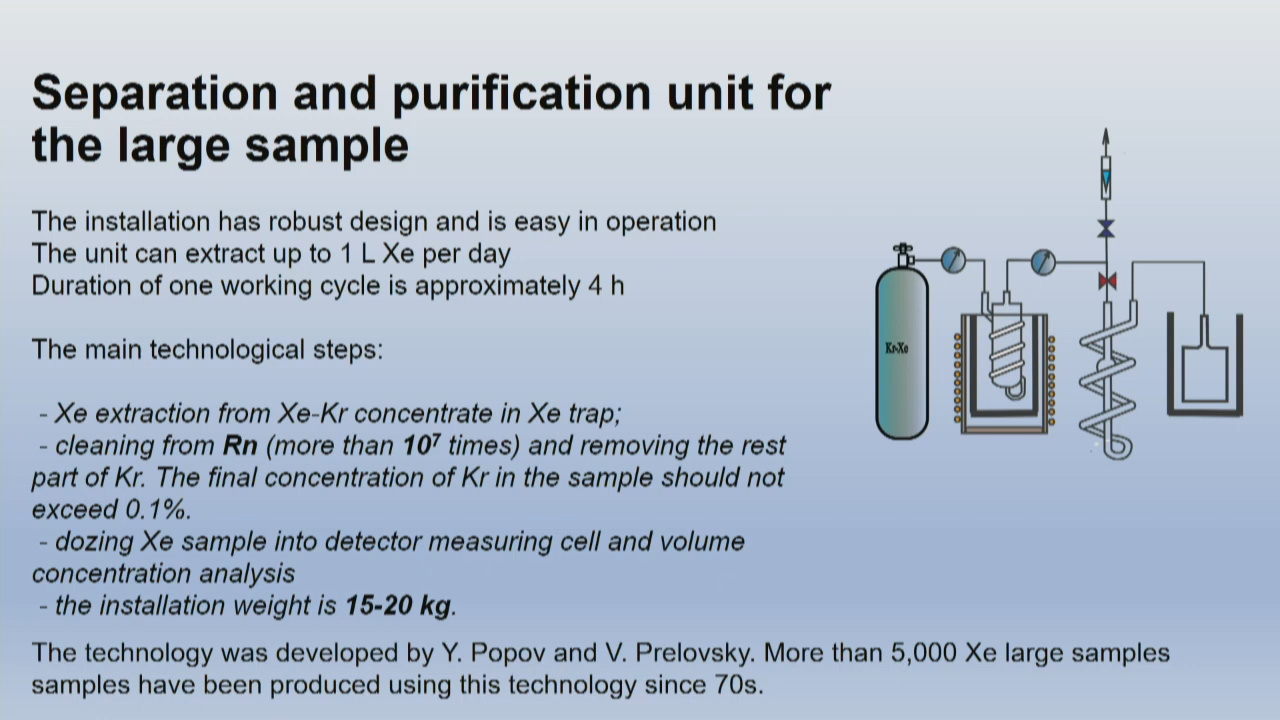 Separation and purification unit for
the large sample
The installation has robust design and is easy in operation
The unit can extract up to 1 L Xe per day
Duration of one working cycle is approximately 4 h
The main technological steps:
- Xe extraction from Xe-Kr concentrate in Xe trap;
- cleaning from Rn (more than 10⁷ times) and removing the rest
part of Kr. The final concentration of Kr in the sample should not
exceed 0.1%.
- dozing Xe sample into detector measuring cell and volume
concentration analysis
- the installation weight is 15-20 kg.
The technology was developed by Y. Popov and V. Prelovsky. More than 5,000 Xe large samples
samples have been produced using this technology since 70s.
Kr-Xe